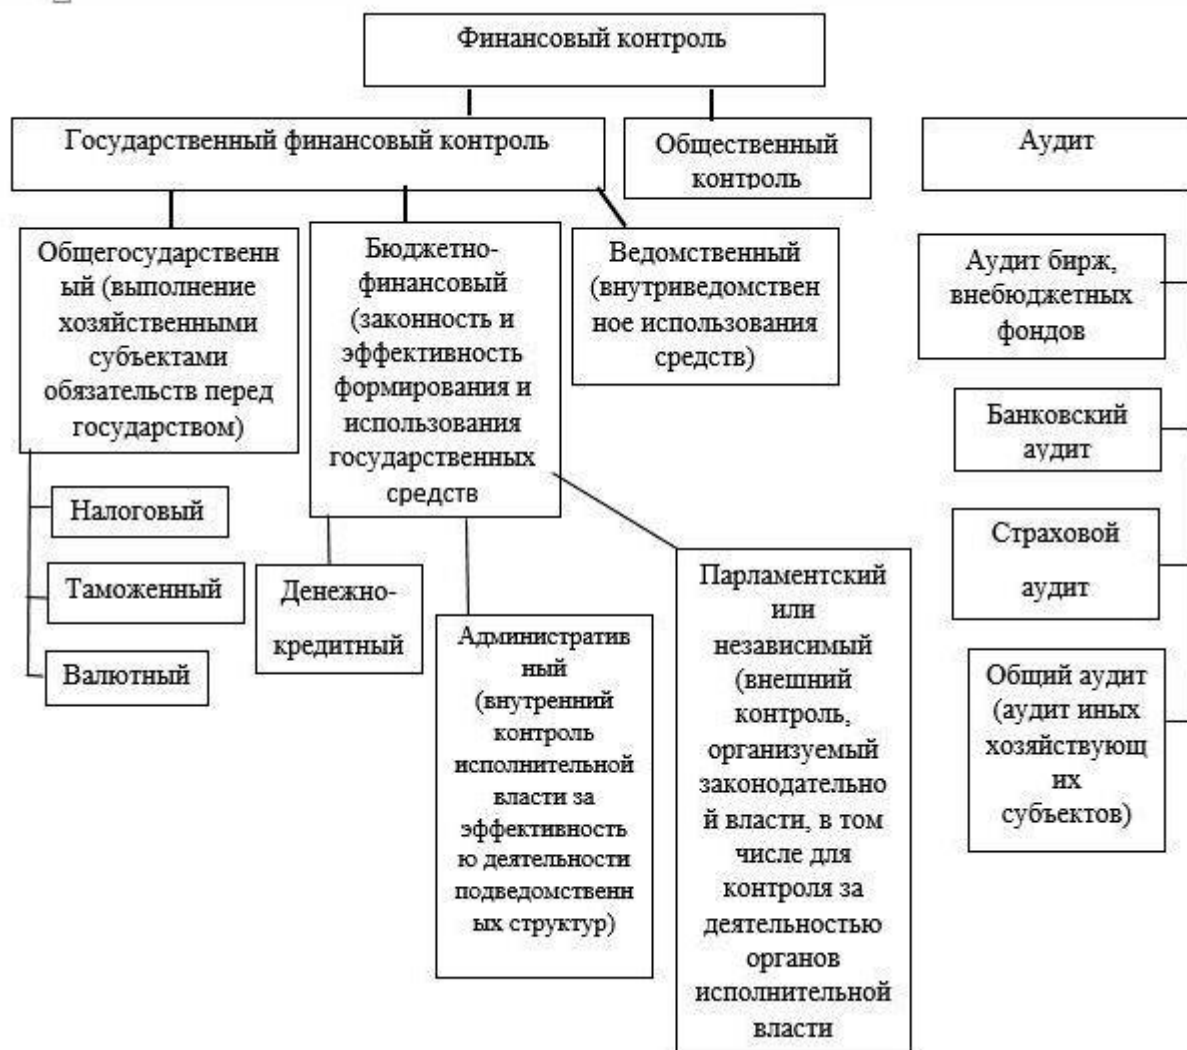 Финансовый контроль
Государственный финансовый контроль
Общественный
контроль
Аудит
Общегосударственн
ый (выполнение
хозяйственными
субъектами
обязательств перед
государством)
Бюджетно-
финансовый
(законность и
эффективность
формирования и
использования
государственных
средств
Ведомственный
(внутриведомствен
ное использования
средств)
Аудит бирж,
внебюджетных
фондов
Банковский
аудит
Страховой
аудит
Общий аудит
(аудит иных
хозяйствующ
их
субъектов)
Налоговый
Таможенный
Валютный
Денежно-
кредитный
Административ
ный
(внутренний
контроль
исполнительной
власти за
эффективность
ю деятельности
подведомственн
ых структур)
Парламентский
или
независимый
(внешний
контроль,
организуемый
законодательно
й власти, в том
числе для
контроля за
деятельностью
органов
исполнительной
власти